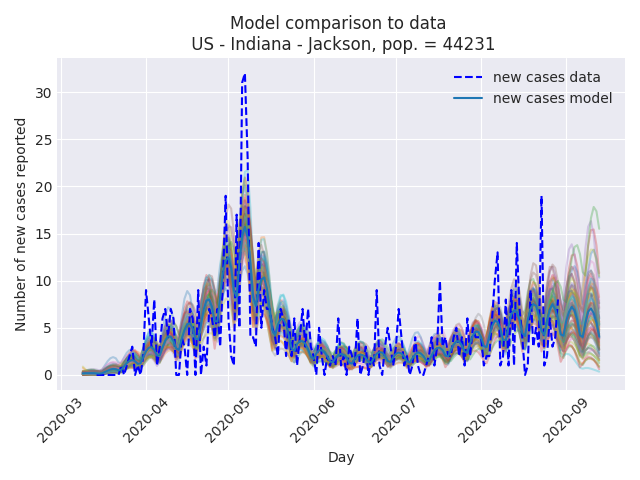 Model comparison to data
US - Indiana - Jackson, pop. = 44231
new cases data
new cases model
Number of new cases reported
30
25
20
15
10
5
0
2020-03
2020-04
2020-05
2020-06
2020-07
2020-08
2020-09
Day